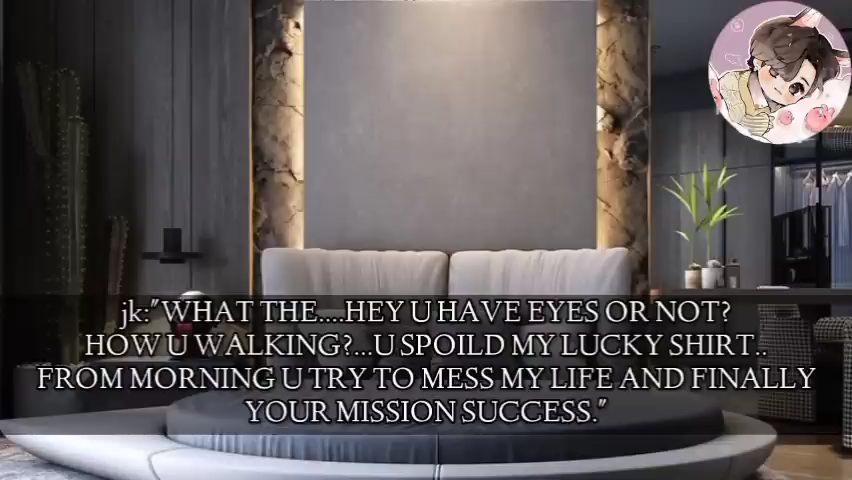 jk:"WHAT THE....HEY U HAVE EYES OR NOT?
HOW U WALKING?...U SPOILD MY LUCKY SHIRT..
FROM MORNING U TRY TO MESS MY LIFE AND FINALLY
YOUR MISSION SUCCESS."